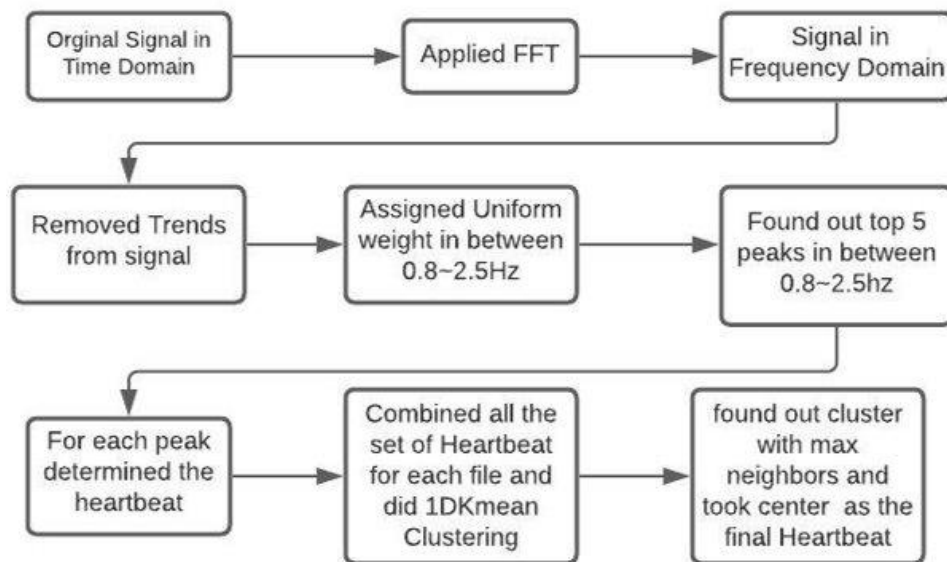 Orginal Signal in
Time Domain
Applied FFT
Signal in
Frequency Domain
Removed Trends
from signal
Assigned Uniform
weight in between
0.8~2.5Hz
Found out top 5
peaks in between
0.8~2.5hz
For each peak
determined the
heartbeat
Combined all the
set of Heartbeat
for each file and
did 1DKmean
Clustering
found out cluster
with max
neighbors and
took center as the
final Heartbeat